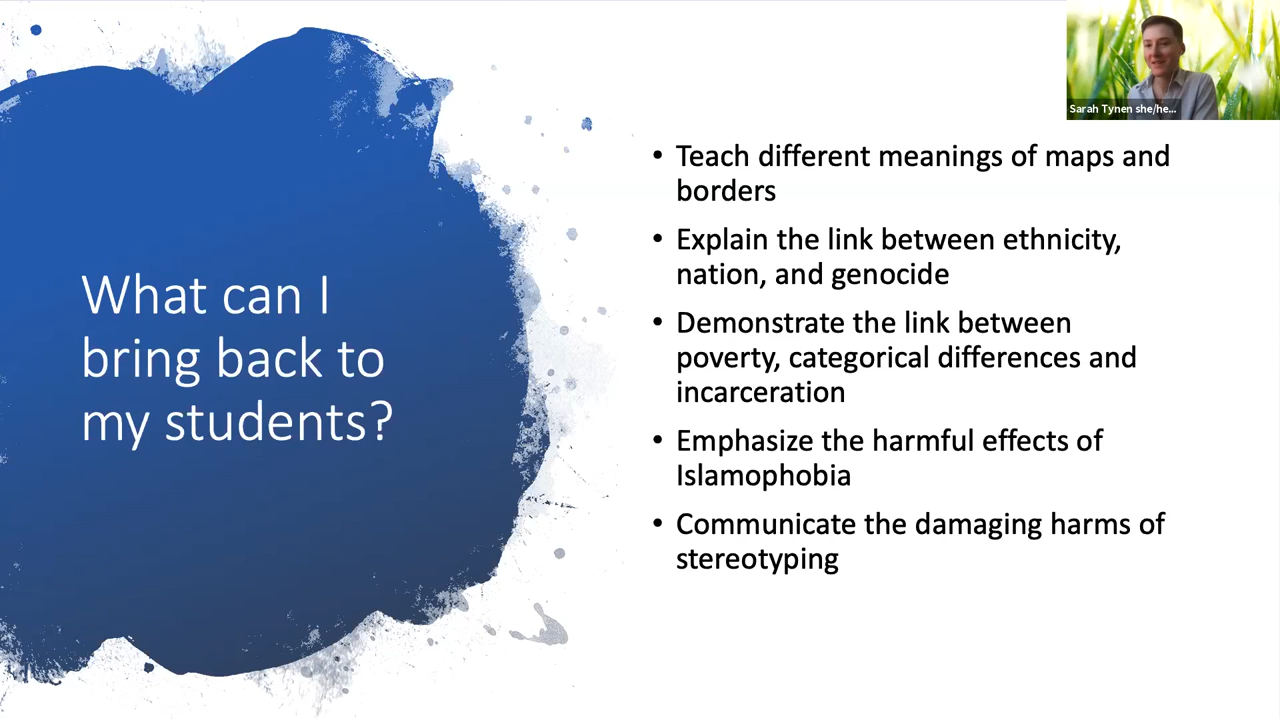 Sarah Tynen she/he...
What can I
bring back to
my students?
• Teach different meanings of maps and
borders
• Explain the link between ethnicity,
nation, and genocide
• Demonstrate the link between
poverty, categorical differences and
incarceration
• Emphasize the harmful effects of
Islamophobia
• Communicate the damaging harms of
stereotyping